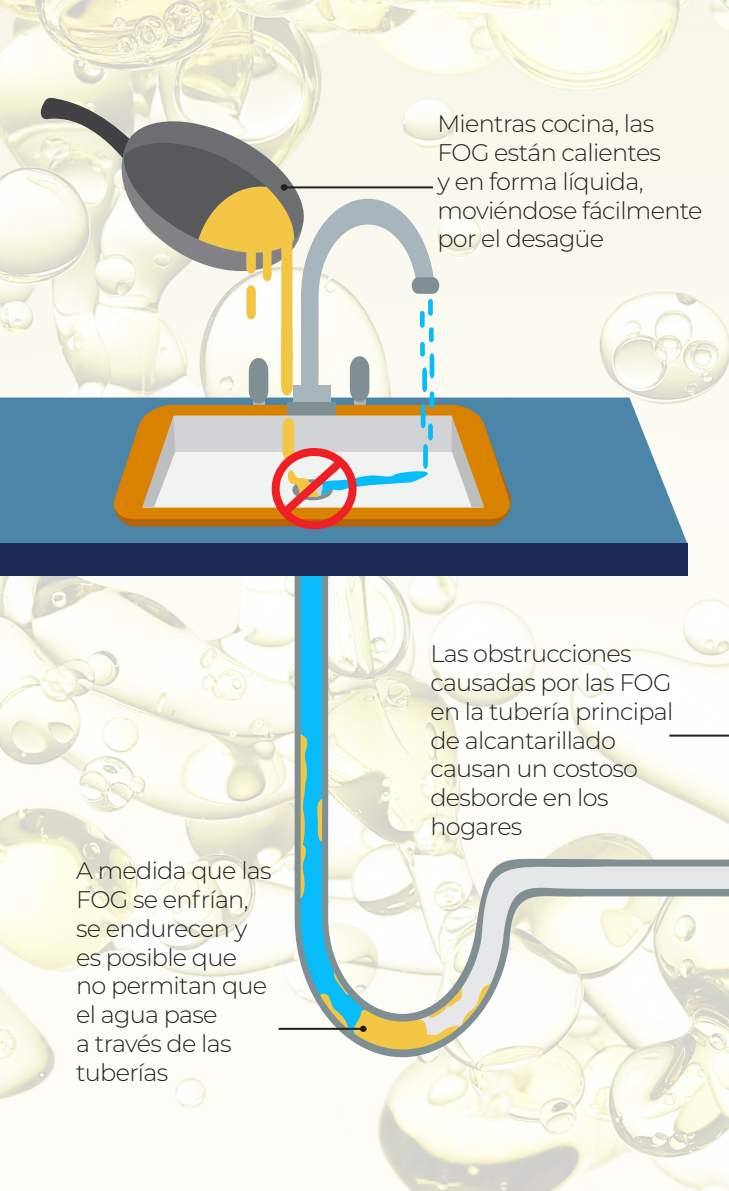 Mientras cocina, las
FOG están calientes
y en forma líquida,
moviéndose fácilmente
por el desagüe
Las obstrucciones
causadas por las FOG
en la tubería principal
de alcantarillado
causan un costoso
desborde en los
hogares
A medida que las
FOG se enfrían,
se endurecen y
es posible que
no permitan que
el agua pase
a través de las
tuberías